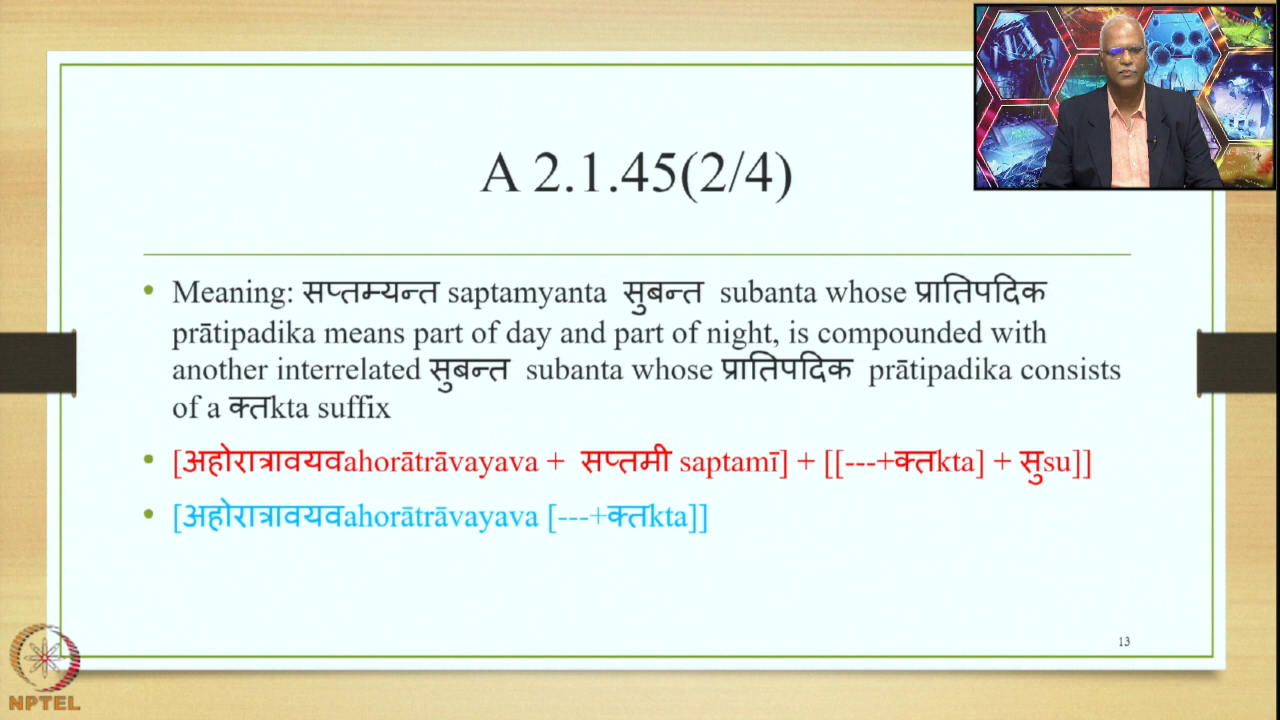 A 2.1.45(2/4)
• Meaning: सप्तम्यन्त saptamyanta सुबन्त subanta whose प्रातिपदिक
prātipadika means part of day and part of night, is compounded with
another interrelated सुबन्त subanta whose प्रातिपदिक prātipadika consists
of a क्तkta suffix
• [अहोरात्रावयवahorātrāvayava + सप्तमी saptamī] + [[---+क्तkta] + सुsu]]
• [अहोरात्रावयवahorātrāvayava [---+क्तkta]]
13
NPTEL